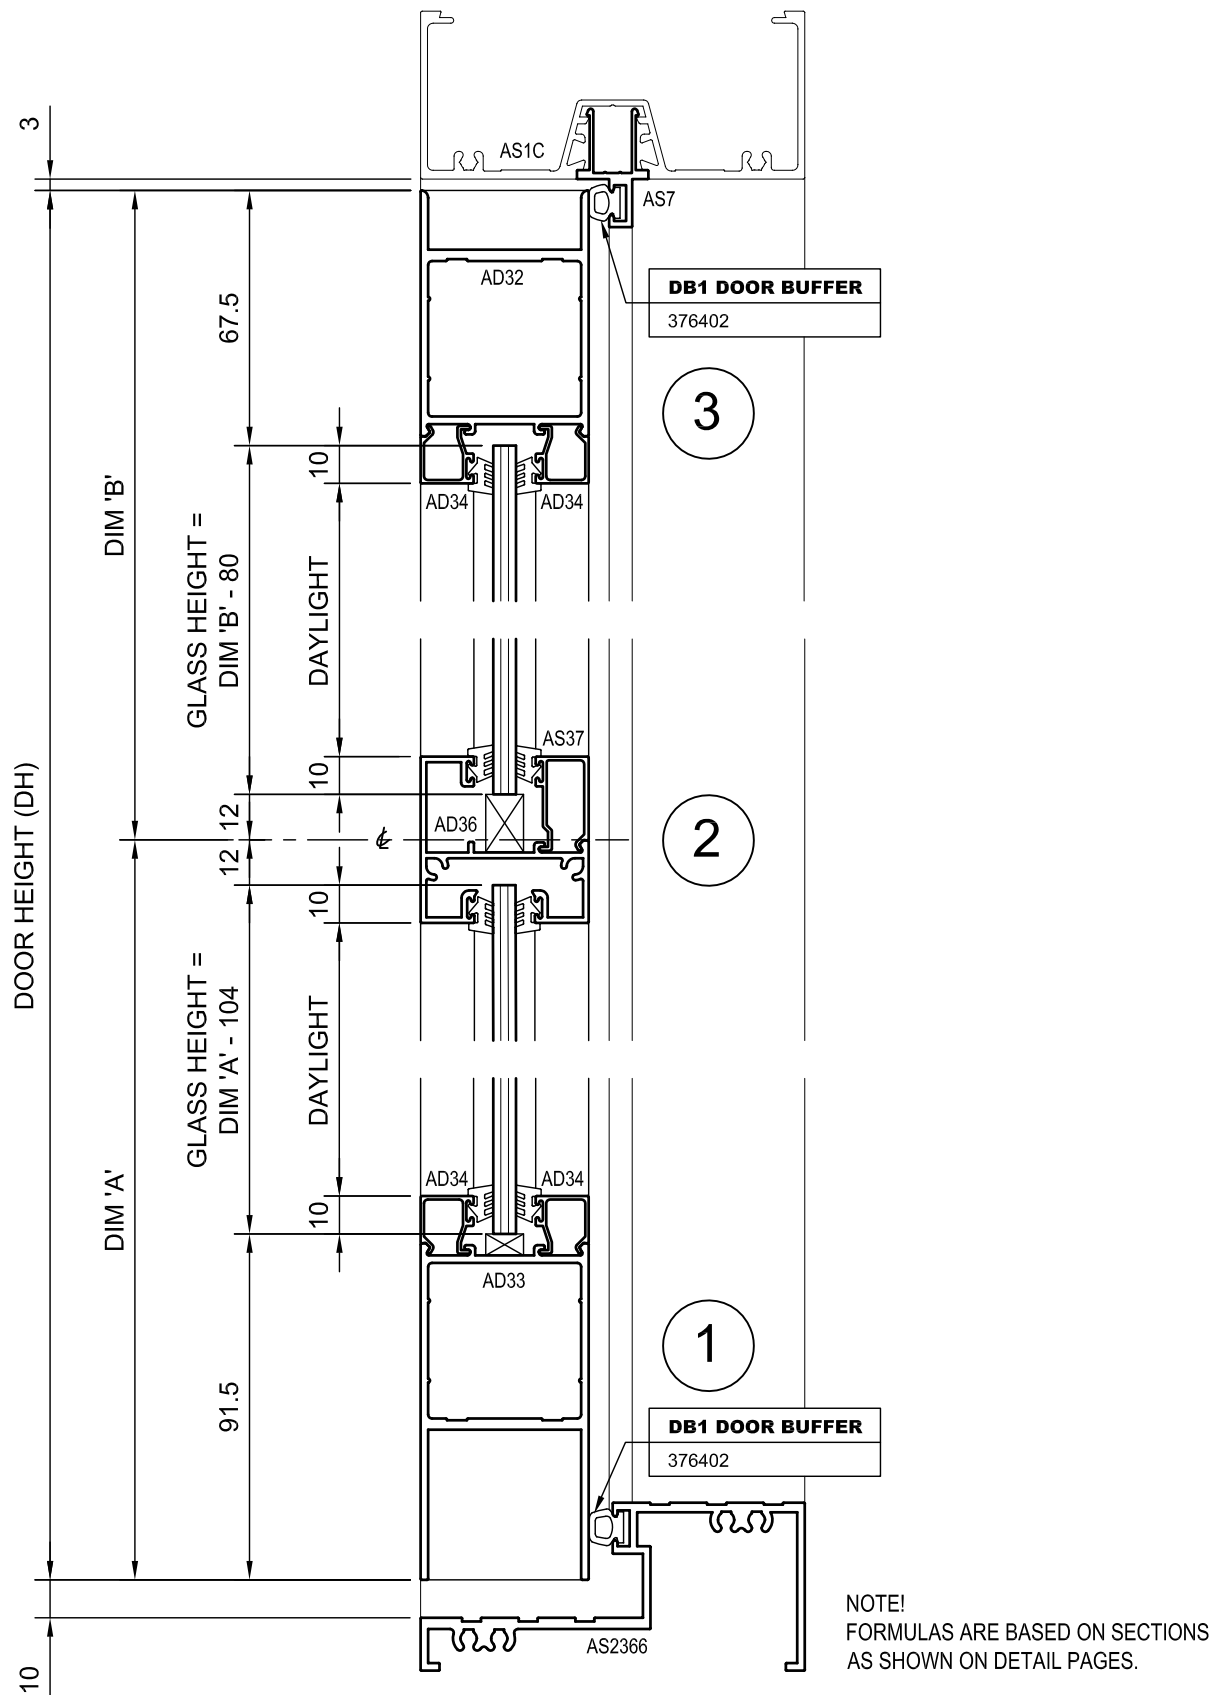 3
AS1C
AS7
67.5
AD32
DB1 DOOR BUFFER
376402
3
DIM 'B'
GLASS HEIGHT =
DIM 'B' - 80
10
AD34
AD34
DAYLIGHT
AS37
10
12
AD36
2
12
DOOR HEIGHT (DH)
10
GLASS HEIGHT =
DIM 'A' - 104
DAYLIGHT
DIM 'A'
AD34
AD34
10
AD33
1
91.5
DB1 DOOR BUFFER
376402
AS2366
10
NOTE!
FORMULAS ARE BASED ON SECTIONS
AS SHOWN ON DETAIL PAGES.